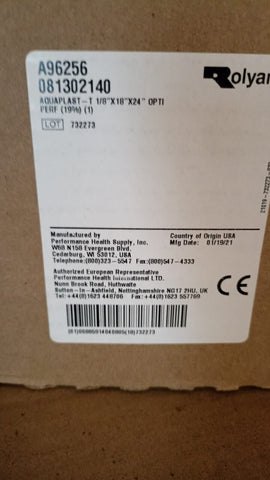 A96256
081302140
AQUAPLAST-T 1/8"X18"X24" OPTI
PERF (19%) (1)
LOT 732273
Rolyan
Manufactured by
Performance Health Supply, Inc.
W68 N158 Evergreen Blvd.
Cedarburg, WI 53012, USA
Telephone:(800)323-5547 Fax:(800)547-4333
Country of Origin USA
Mfg Date: 01/19/21
Authorized European Representative
Performance Health International LTD.
Nunn Brook Road, Huthwaite
Sutton-in-Ashfield, Nottinghamshire NG17 2HU, UK
Tel:+44(0)1623 448706 Fax:+44(0)1623 557769
CE